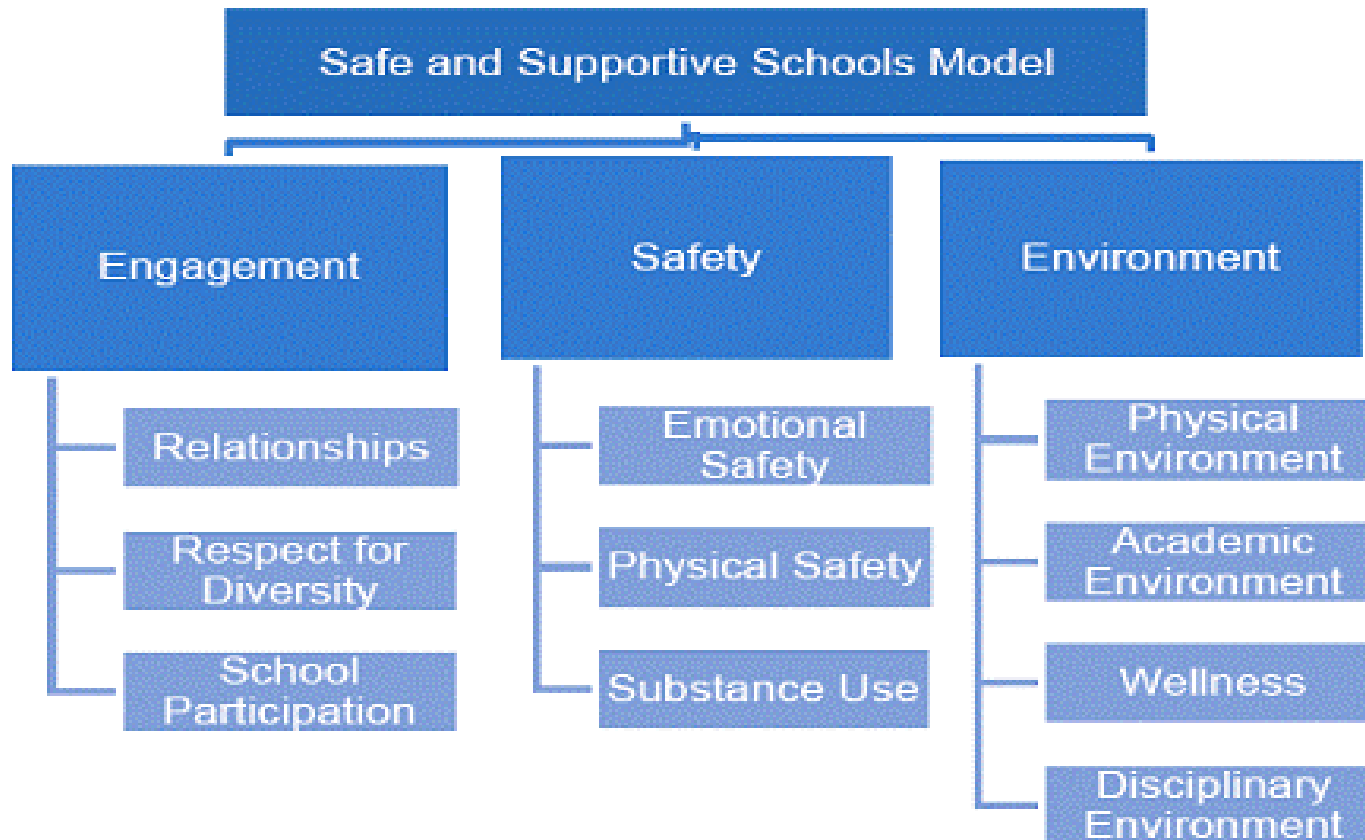 Safe and Supportive Schools Model
Engagement
Relationships
Respect for
Diversity
School
Participation
Safety
Emotional
Safety
Physical Safety
Substance Use
Environment
Physical
Environment
Academic
Environment
Wellness
Disciplinary
Environment